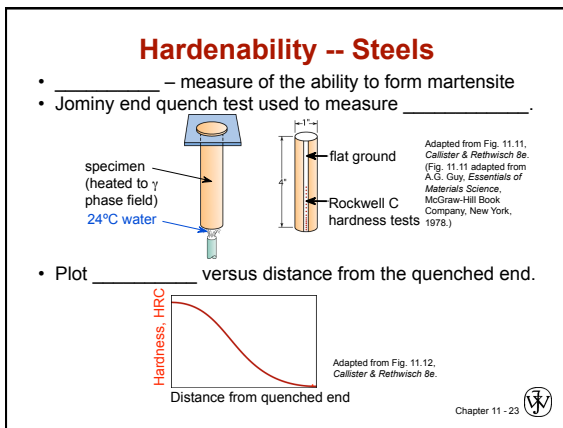 Hardenability -- Steels
• __________ – measure of the ability to form martensite
• Jominy end quench test used to measure ____________.
1"
4"
specimen
(heated to γ
phase field)
24ºC water
flat ground
Rockwell C
hardness tests
Adapted from Fig. 11.11,
Callister & Rethwisch 8e.
(Fig. 11.11 adapted from
A.G. Guy, Essentials of
Materials Science,
McGraw-Hill Book
Company, New York,
1978.)
• Plot __________ versus distance from the quenched end.
Hardness, HRC
Distance from quenched end
Adapted from Fig. 11.12,
Callister & Rethwisch 8e.
Chapter 11 - 23